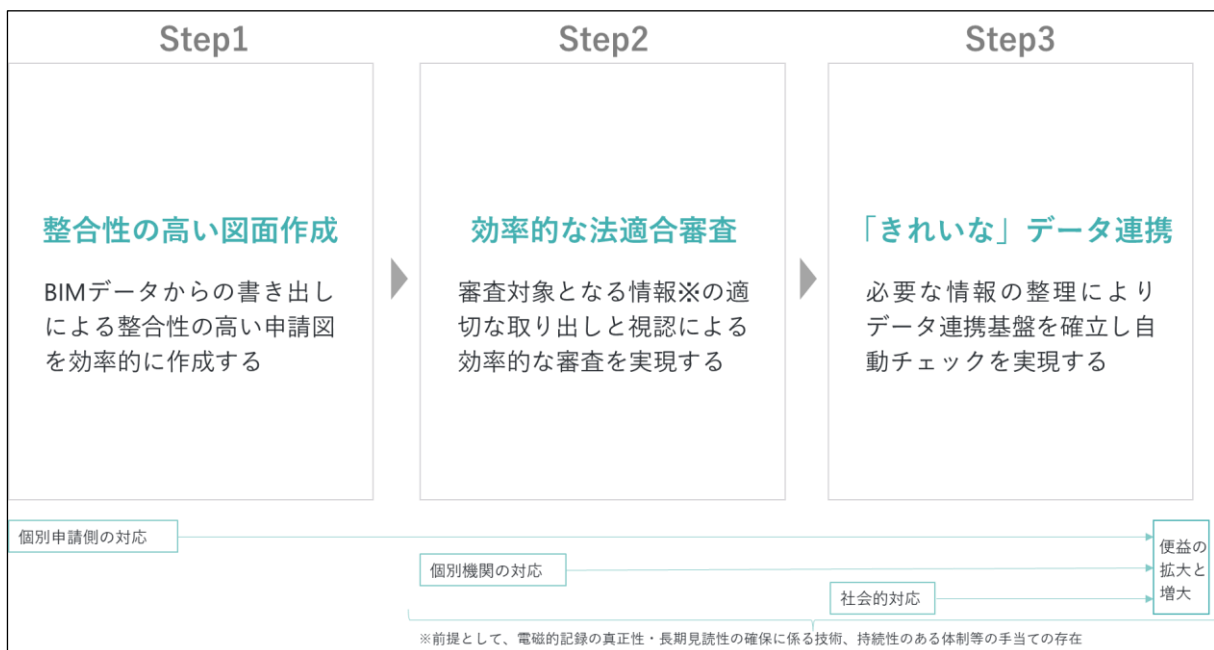 Step1
整合性の高い図面作成
BIMデータからの書き出し
による整合性の高い申請図
を効率的に作成する
Step2
効率的な法適合審査
審査対象となる情報※の適
切な取り出しと視認による
効率的な審査を実現する
Step3
「きれいな」データ連携
必要な情報の整理により
データ連携基盤を確立し自
動チェックを実現する
個別申請側の対応
個別機関の対応
社会的対応
便益の
拡大と
増大
※前提として、電磁的記録の真正性・長期見読性の確保に係る技術、持続性のある体制等の手当ての存在